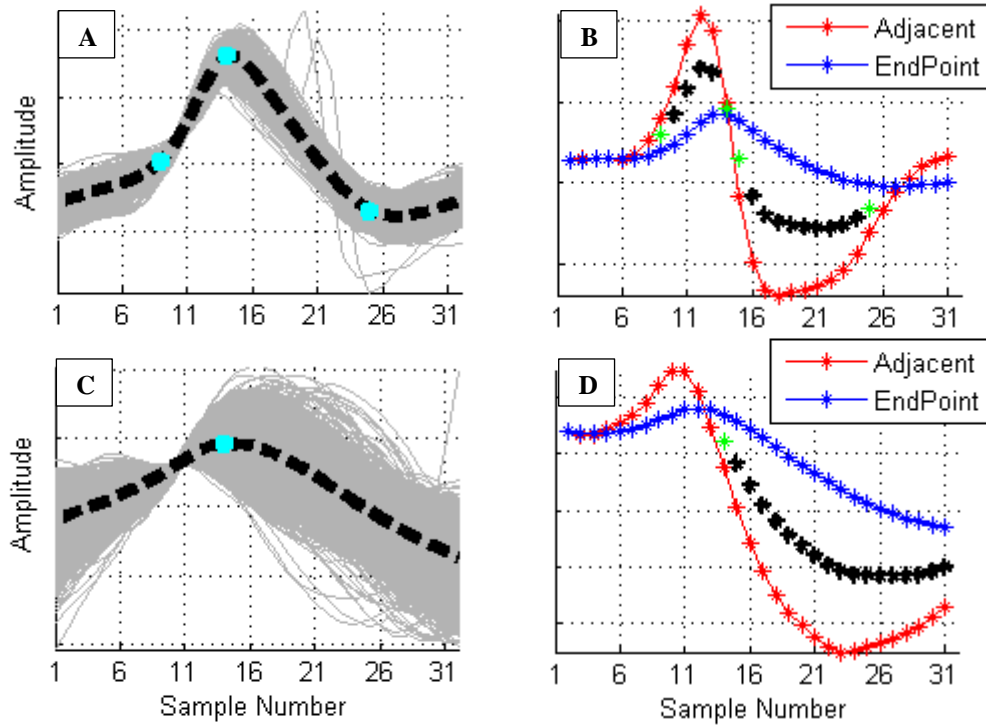 A
Amplitude
1 6 11 16 21 26 31
B
Adjacent
EndPoint
1 6 11 16 21 26 31
C
Amplitude
1 6 11 16 21 26 31
Sample Number
D
Adjacent
EndPoint
1 6 11 16 21 26 31
Sample Number